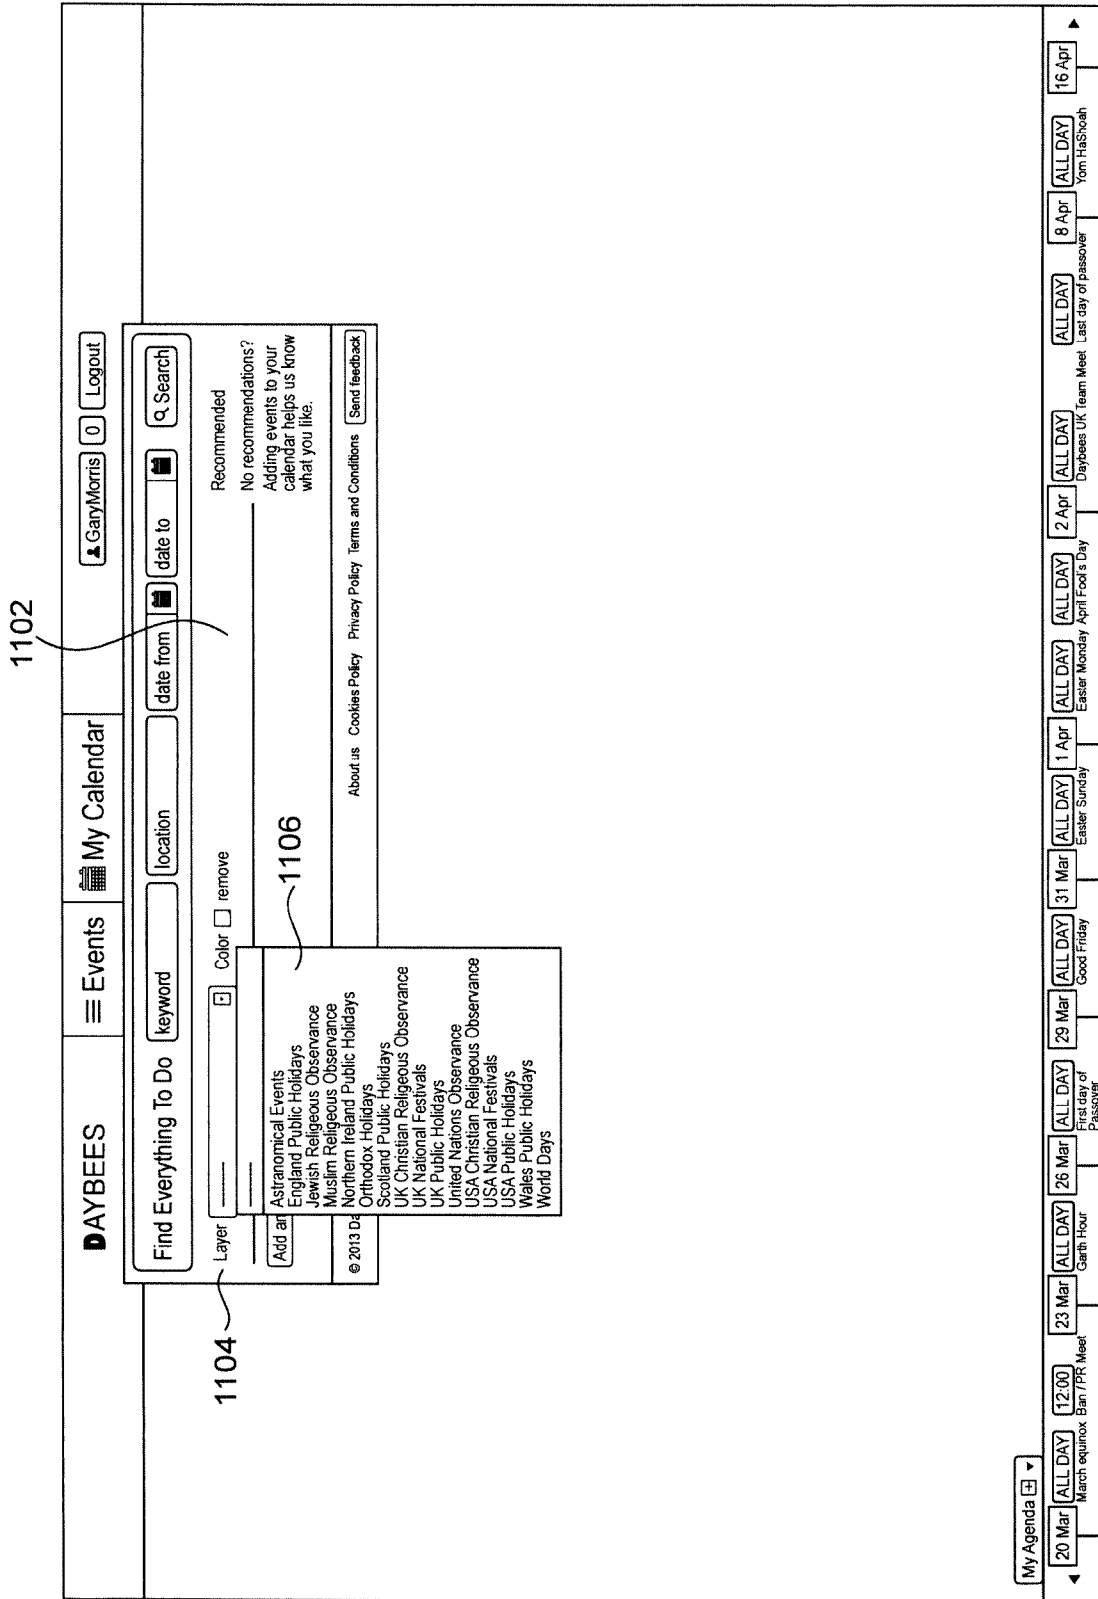 1102
DAYBEES
Events
My Calendar
GaryMorris
0
Logout
Find Everything To Do
keyword
location
date from
date to
Search
1104
Layer
Color
remove
Recommended
No recommendations?
Adding events to your
calendar helps us know
what you like.
1106
Add an
Astranomical Events
England Public Holidays
Jewish Religeous Observance
Muslim Religeous Observance
Northern Ireland Public Holidays
Orthodox Holidays
Scotland Public Holidays
UK Christian Religeous Observance
UK National Festivals
UK Public Holidays
United Nations Observance
USA Christian Religeous Observance
USA National Festivals
USA Public Holidays
Wales Public Holidays
World Days
© 2013 Da
About us Cookies Policy Privacy Policy Terms and Conditions Send feedback
My Agenda
20 Mar
ALL DAY
March equinox
12:00
Ban / PR Meet
23 Mar
ALL DAY
Garth Hour
26 Mar
ALL DAY
First day of
Passover
29 Mar
ALL DAY
Good Friday
31 Mar
ALL DAY
Easter Sunday
1 Apr
ALL DAY
Easter Monday
ALL DAY
April Fool's Day
2 Apr
ALL DAY
Daybees UK Team Meet
ALL DAY
Last day of passover
8 Apr
ALL DAY
Yom HaShoah
16 Apr